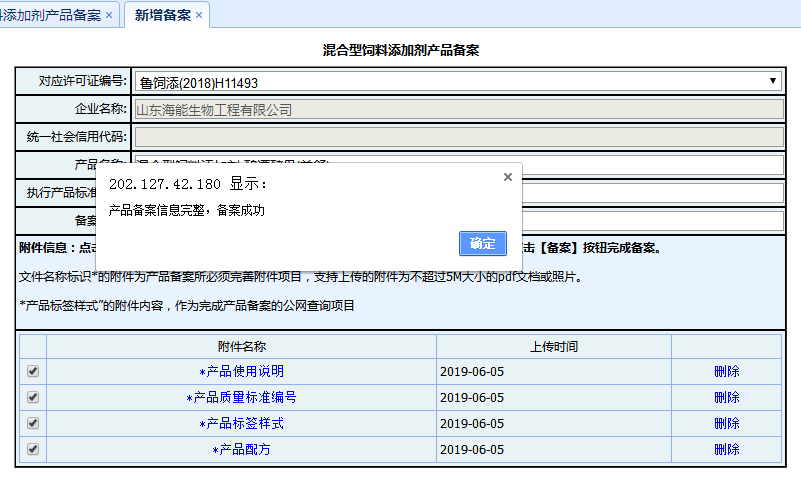 料添加剂产品备案 ×
新增备案 ×
混合型饲料添加剂产品备案
对应许可证编号: 鲁饲添(2018)H11493
企业名称: 山东海能生物工程有限公司
统一社会信用代码:
产品名称:
执行产品标准
备案
202.127.42.180 显示:
产品备案信息完整，备案成功
确定
附件信息：点击
击【备案】按钮完成备案。
文件名称标识*的附件为产品备案所必须完善附件项目，支持上传的附件为不超过5M大小的pdf文档或照片。
*产品标签样式”的附件内容，作为完成产品备案的公网查询项目
附件名称 上传时间
*产品使用说明 2019-06-05 删除
*产品质量标准编号 2019-06-05 删除
*产品标签样式 2019-06-05 删除
*产品配方 2019-06-05 删除